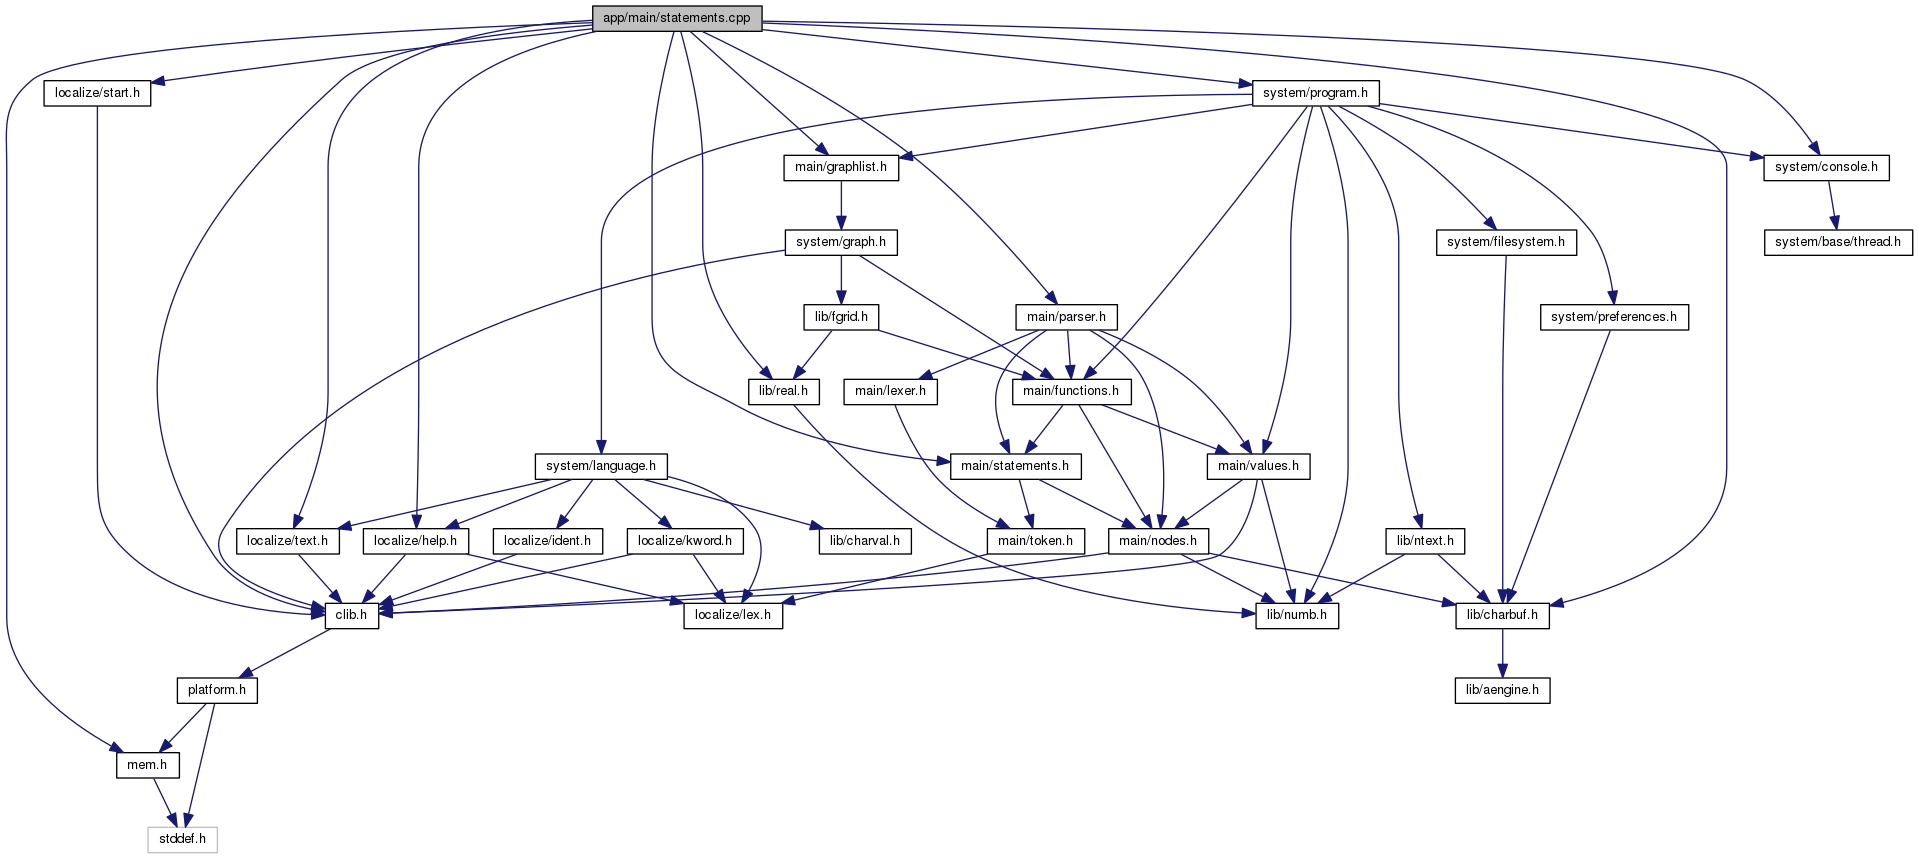 app/main/statements.cpp
localize/start.h
system/program.h
main/graphlist.h
system/console.h
system/graph.h
system/filesystem.h
system/base/thread.h
lib/fgrid.h
main/parser.h
system/preferences.h
lib/real.h
main/lexer.h
main/functions.h
system/language.h
main/statements.h
main/values.h
localize/text.h
localize/help.h
localize/ident.h
localize/kword.h
lib/charval.h
main/token.h
main/nodes.h
lib/ntext.h
clib.h
localize/lex.h
lib/numb.h
lib/charbuf.h
platform.h
lib/aengine.h
mem.h
stddef.h